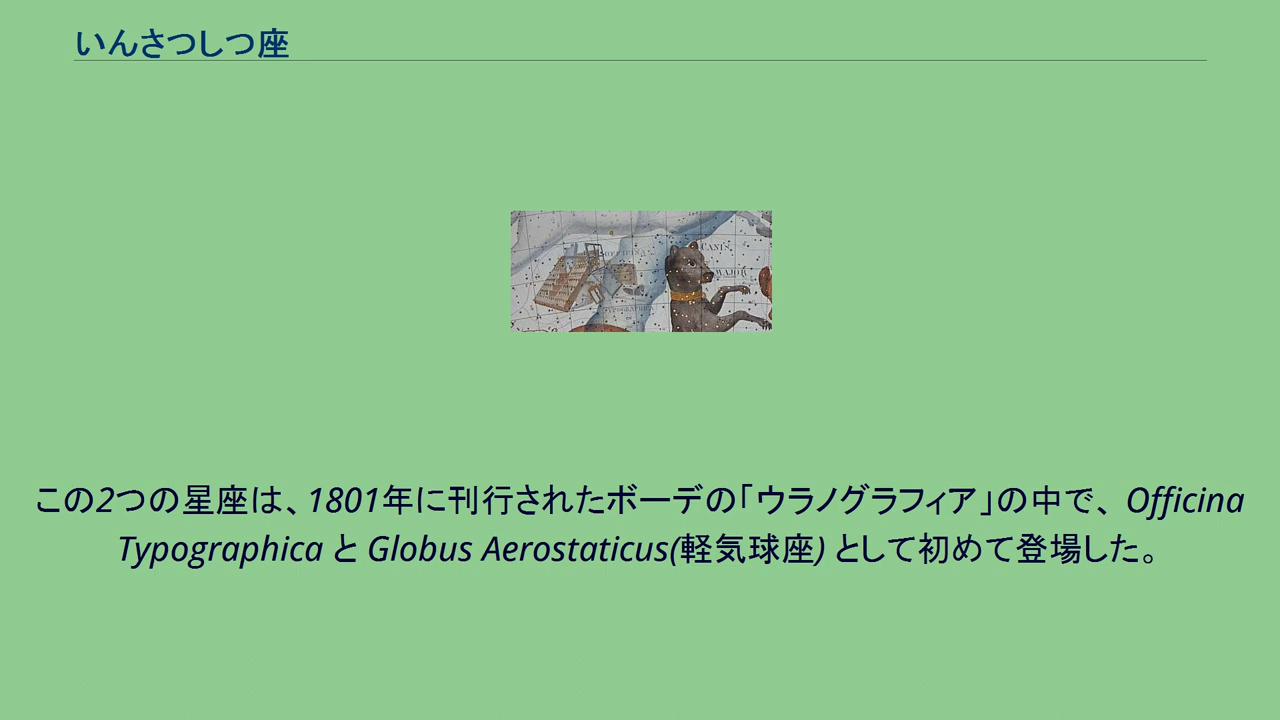 いんさつしつ座
OFFICINA
CANIS
MAJOR
この2つの星座は、1801年に刊行されたボーデの「ウラノグラフィア」の中で、Officina
Typographica と Globus Aerostaticus(軽気球座) として初めて登場した。